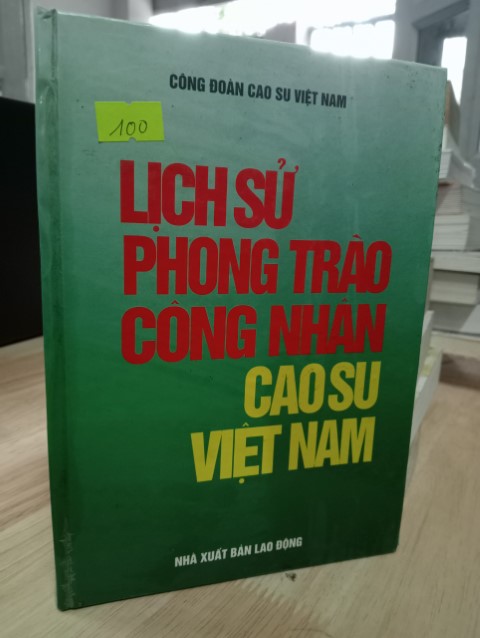 CÔNG ĐOÀN CAO SU VIỆT NAM
100
LỊCH SỬ
PHONG TRÀO
CÔNG NHÂN
CAO SU
VIỆT NAM
NHÀ XUẤT BẢN LAO ĐỘNG